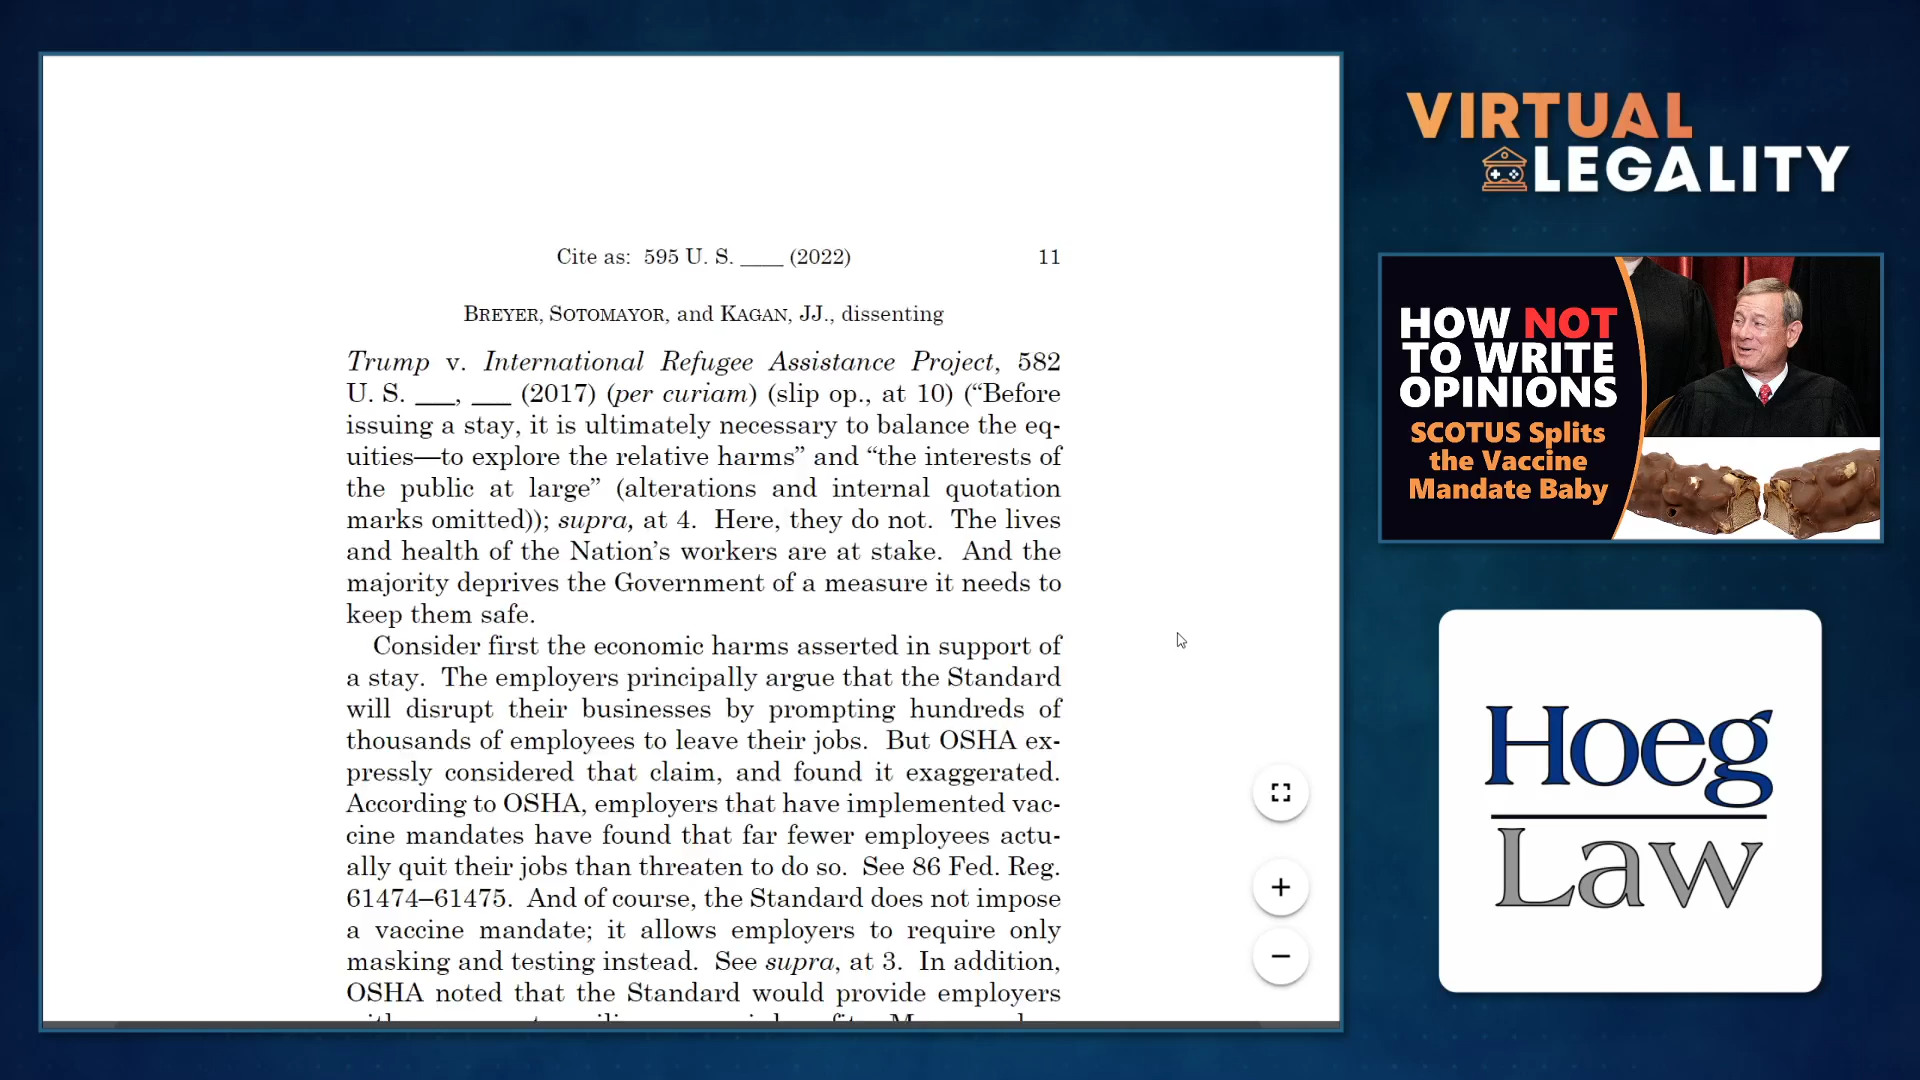 Cite as: 595 U. S. ____ (2022) 11
BREYER, SOTOMAYOR, and KAGAN, JJ., dissenting
Trump v. International Refugee Assistance Project, 582
U. S. ___, ___ (2017) (per curiam) (slip op., at 10) (“Before
issuing a stay, it is ultimately necessary to balance the eq-
uities—to explore the relative harms” and “the interests of
the public at large” (alterations and internal quotation
marks omitted)); supra, at 4. Here, they do not. The lives
and health of the Nation’s workers are at stake. And the
majority deprives the Government of a measure it needs to
keep them safe.
Consider first the economic harms asserted in support of
a stay. The employers principally argue that the Standard
will disrupt their businesses by prompting hundreds of
thousands of employees to leave their jobs. But OSHA ex-
pressly considered that claim, and found it exaggerated.
According to OSHA, employers that have implemented vac-
cine mandates have found that far fewer employees actu-
ally quit their jobs than threaten to do so. See 86 Fed. Reg.
61474–61475. And of course, the Standard does not impose
a vaccine mandate; it allows employers to require only
masking and testing instead. See supra, at 3. In addition,
OSHA noted that the Standard would provide employers
VIRTUAL
LEGALITY
HOW NOT
TO WRITE
OPINIONS
SCOTUS Splits
the Vaccine
Mandate Baby
Hoeg
Law